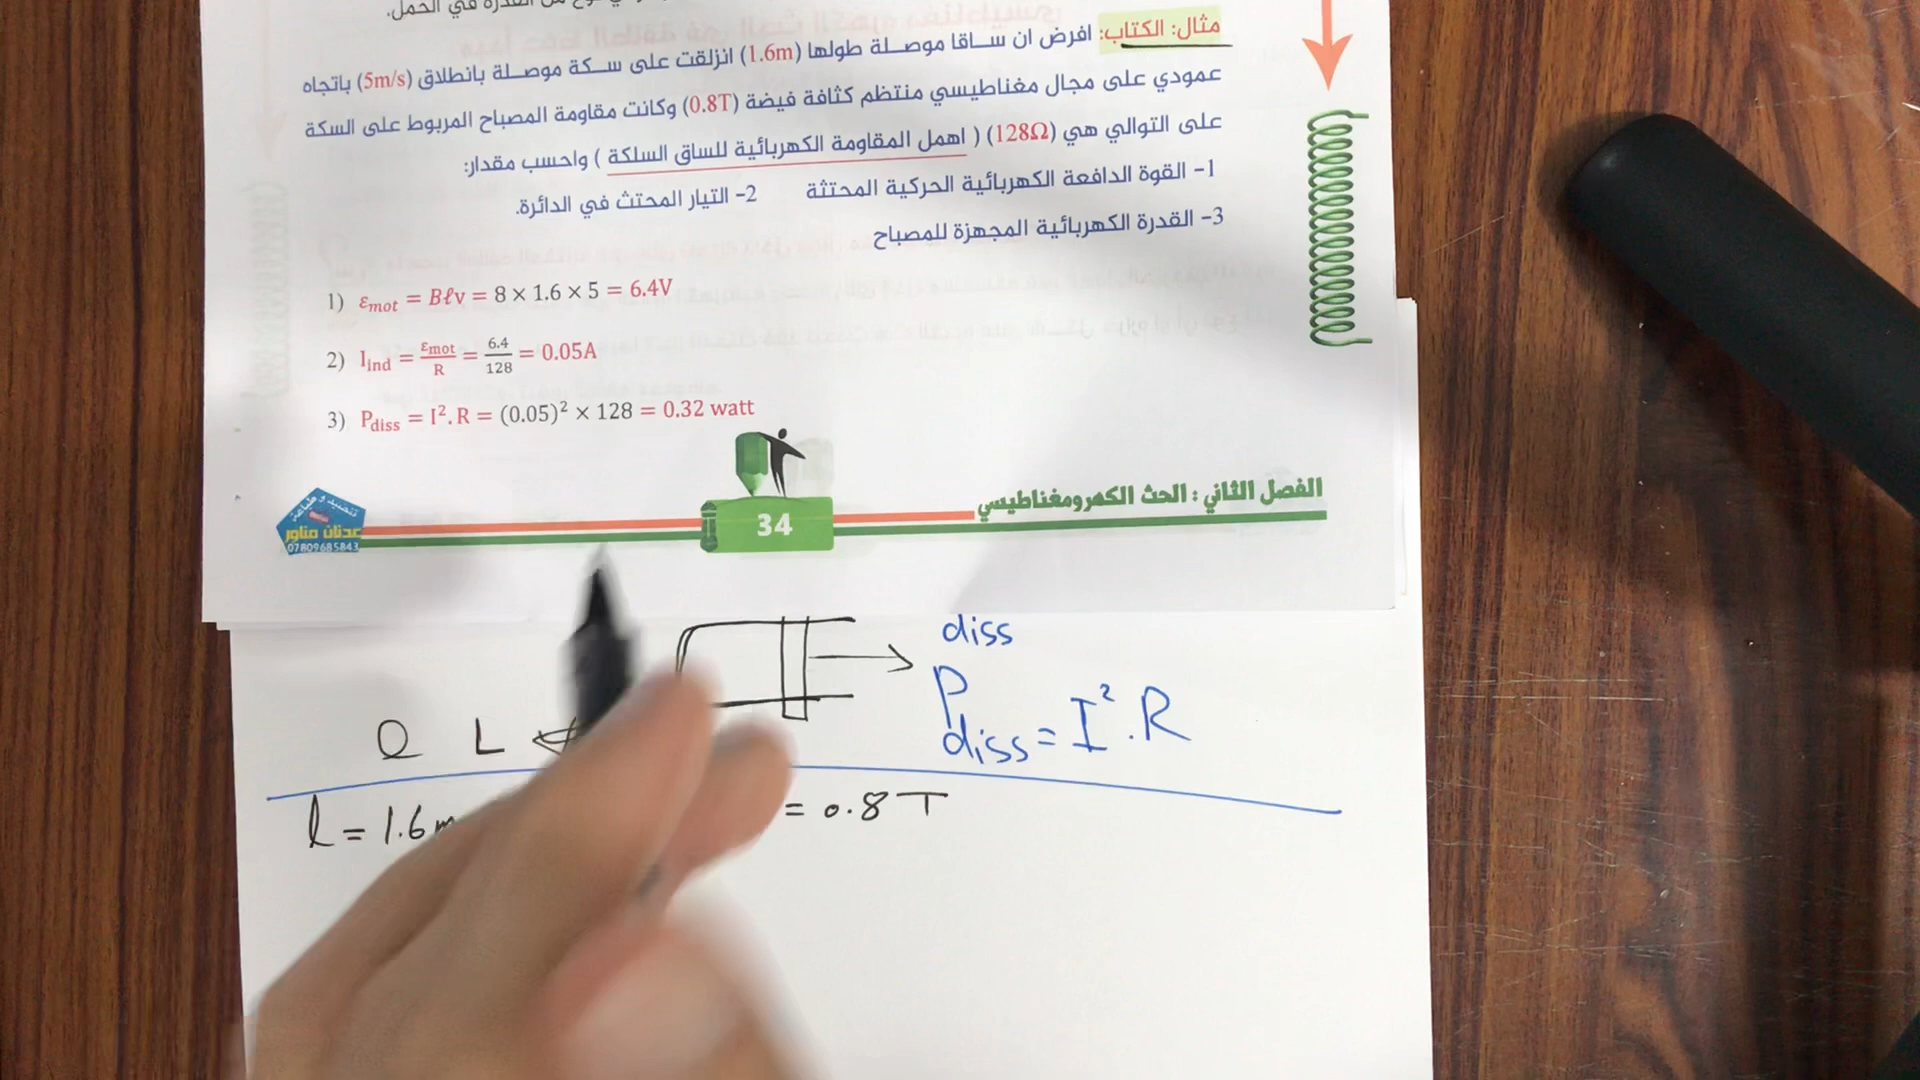 القدرة في الحمل.
مثال: الكتاب: افرض ان ساقا موصلة طولها (1.6m) انزلقت على سكة موصلة بانطلاق (5m/s) باتجاه
عمودي على مجال مغناطيسي منتظم كثافة فيضة (0.8T) وكانت مقاومة المصباح المربوط على السكة
على التوالي هي (128Ω) ( اهمل المقاومة الكهربائية للساق السلكة ) واحسب مقدار:
1- القوة الدافعة الكهربائية الحركية المحتثة 2- التيار المحتث في الدائرة.
3- القدرة الكهربائية المجهزة للمصباح
1) εmot = Bℓv = 8 × 1.6 × 5 = 6.4V
2) Iind = εmot/R = 6.4/128 = 0.05A
3) Pdiss = I². R = (0.05)² × 128 = 0.32 watt
الفصل الثاني : الحث الكهرومغناطيسي
34
تنضيد و طباعة
عدنان مناور
07809685843
diss
P diss = I² . R
Q L
l = 1.6m = 0.8 T